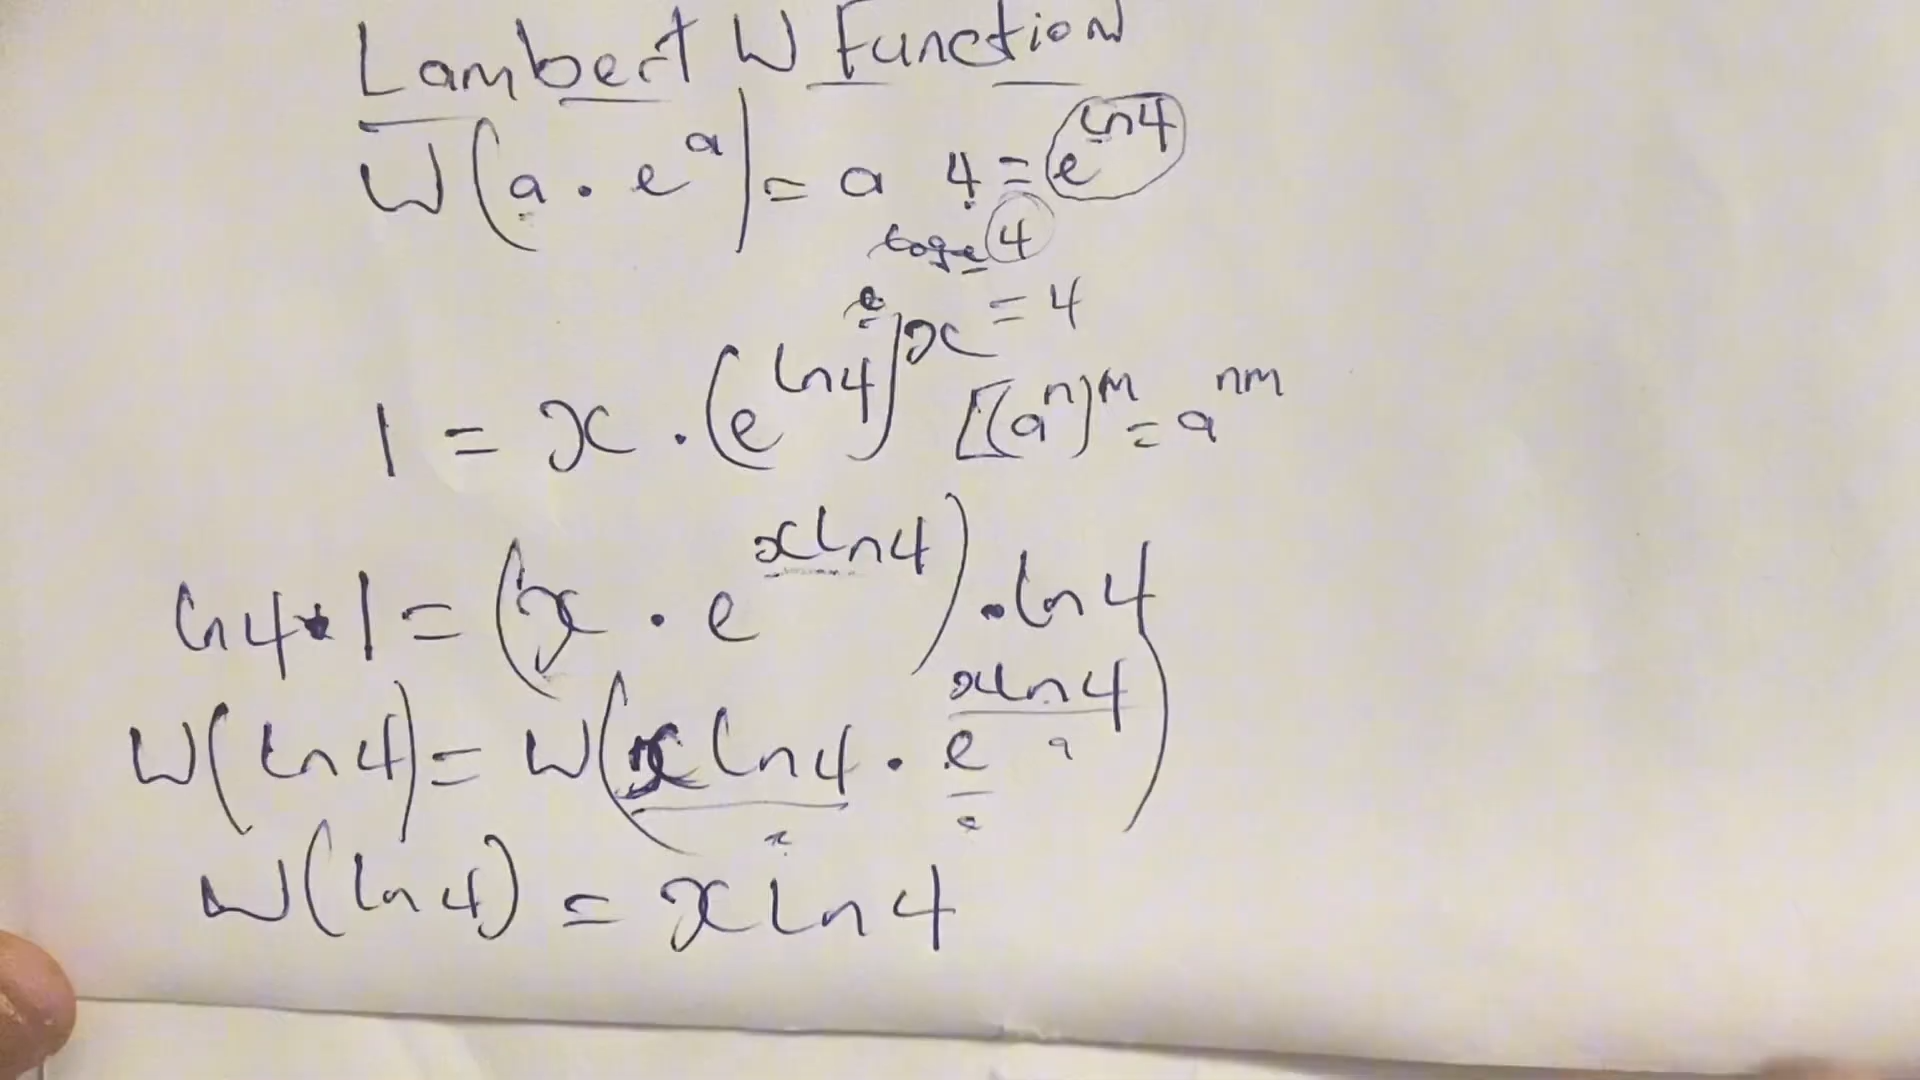 Lambert W Function
W(a · e^a) = a 4 = e^ln4
log_e 4
e^x = 4
1 = x · (e^ln4)^x [(a^n)^m = a^nm
ln4 · 1 = (x · e^xln4) · ln4
W(ln4) = W(xln4 · e^xln4)
W(ln4) = xln4